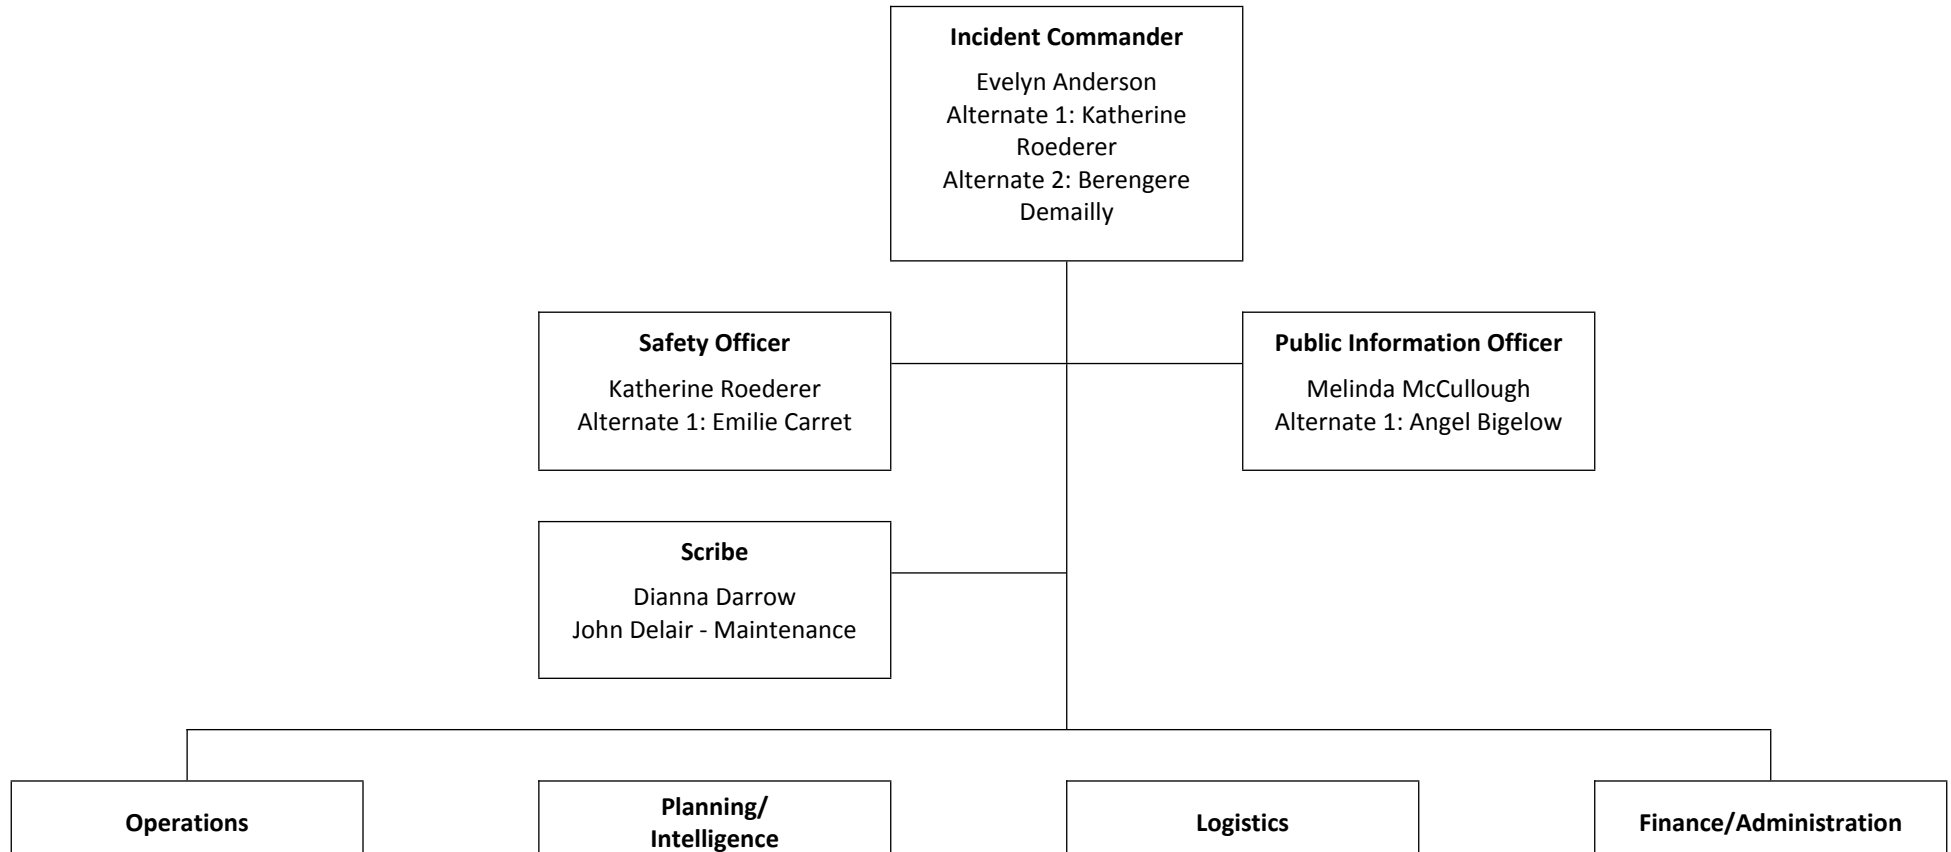 Incident Commander
Evelyn Anderson
Alternate 1: Katherine
Roederer
Alternate 2: Berengere
Demailly
Safety Officer
Katherine Roederer
Alternate 1: Emilie Carret
Public Information Officer
Melinda McCullough
Alternate 1: Angel Bigelow
Scribe
Dianna Darrow
John Delair - Maintenance
Operations
Planning/
Intelligence
Logistics
Finance/Administration